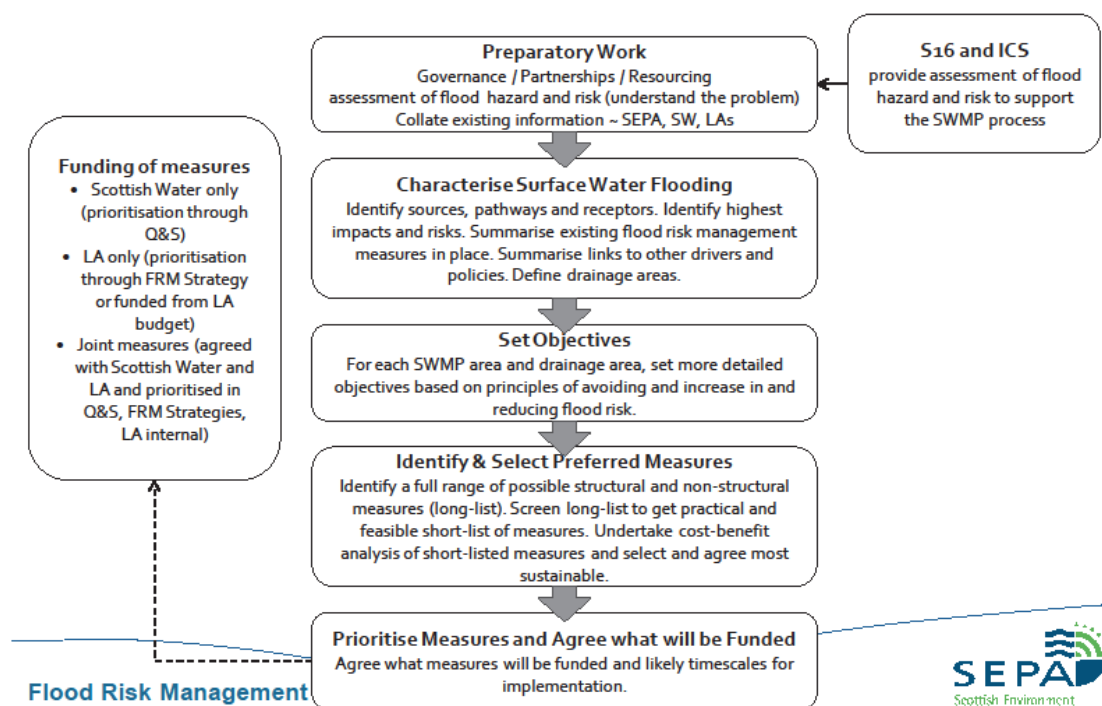 Preparatory Work
Governance / Partnerships / Resourcing
assessment of flood hazard and risk (understand the problem)
Collate existing information ~ SEPA, SW, LAs
S16 and ICS
provide assessment of flood
hazard and risk to support
the SWMP process
Funding of measures
• Scottish Water only
(prioritisation through
Q&S)
• LA only (prioritisation
through FRM Strategy
or funded from LA
budget)
• Joint measures (agreed
with Scottish Water and
LA and prioritised in
Q&S, FRM Strategies,
LA internal)
Characterise Surface Water Flooding
Identify sources, pathways and receptors. Identify highest
impacts and risks. Summarise existing flood risk management
measures in place. Summarise links to other drivers and
policies. Define drainage areas.
Set Objectives
For each SWMP area and drainage area, set more detailed
objectives based on principles of avoiding and increase in and
reducing flood risk.
Identify & Select Preferred Measures
Identify a full range of possible structural and non-structural
measures (long-list). Screen long-list to get practical and
feasible short-list of measures. Undertake cost-benefit
analysis of short-listed measures and select and agree most
sustainable.
Prioritise Measures and Agree what will be Funded
Agree what measures will be funded and likely timescales for
implementation.
Flood Risk Management
SEPA
Scottish Environment